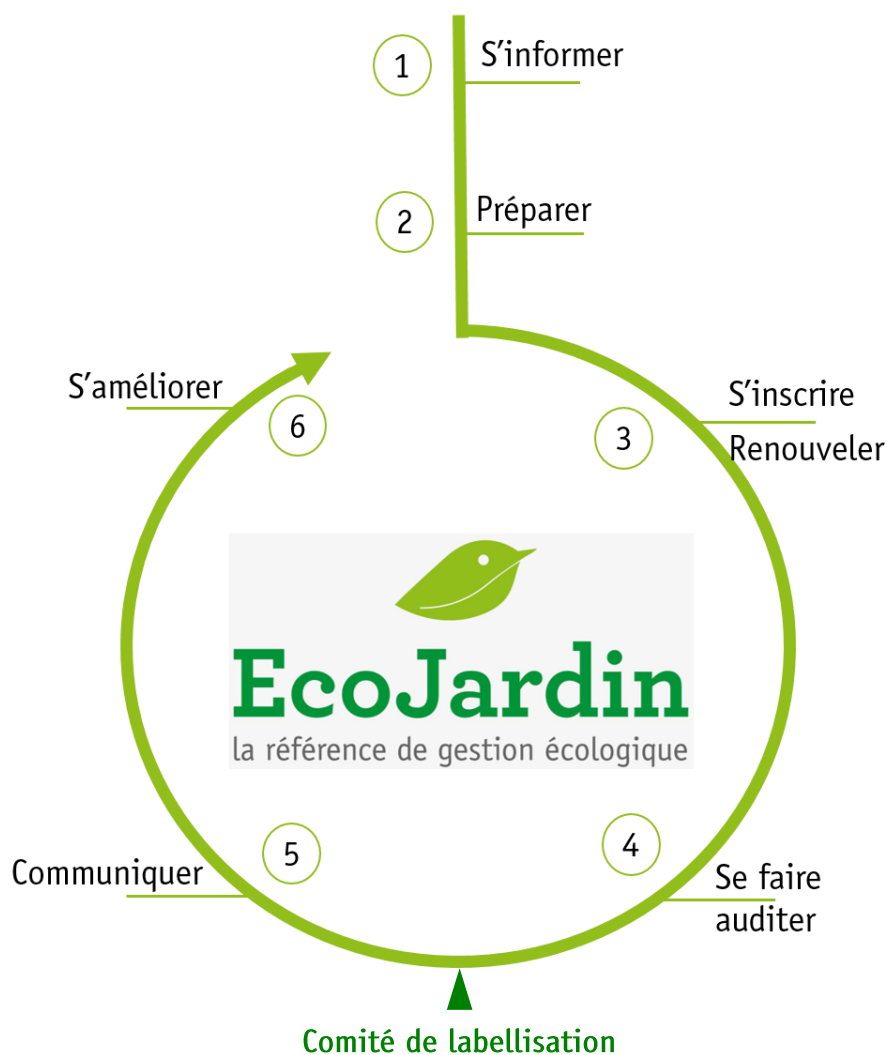 1
S'informer
2
Préparer
3
S'inscrire
Renouveler
4
Se faire
auditer
Comité de labellisation
5
Communiquer
6
S'améliorer
EcoJardin
la référence de gestion écologique